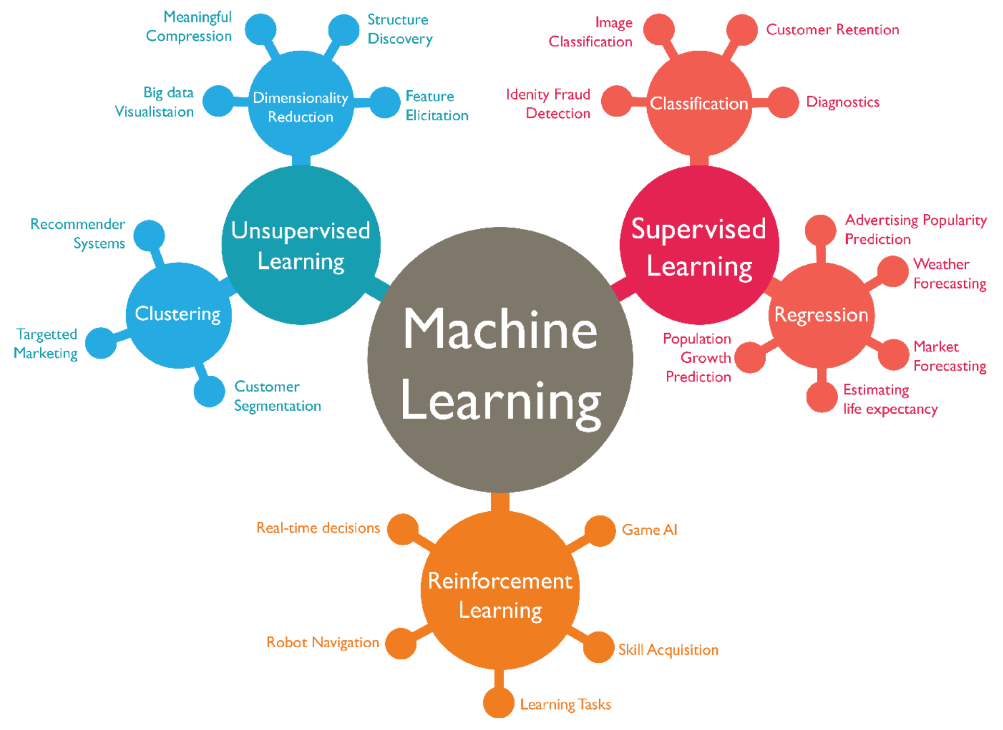 Meaningful
Compression
Structure
Discovery
Big data
Visualistaion
Dimensionality
Reduction
Feature
Elicitation
Image
Classification
Customer Retention
Idenity Fraud
Detection
Classification
Diagnostics
Recommender
Systems
Unsupervised
Learning
Clustering
Targetted
Marketing
Customer
Segmentation
Supervised
Learning
Advertising Popularity
Prediction
Weather
Forecasting
Regression
Population
Growth
Prediction
Market
Forecasting
Estimating
life expectancy
Machine
Learning
Real-time decisions
Game AI
Reinforcement
Learning
Robot Navigation
Skill Acquisition
Learning Tasks